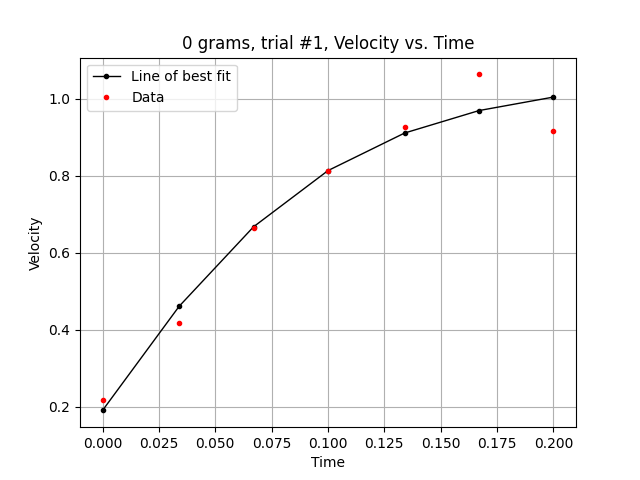 0 grams, trial #1, Velocity vs. Time
Line of best fit
Data
1.0
0.8
0.6
0.4
0.2
Velocity
0.000 0.025 0.050 0.075 0.100 0.125 0.150 0.175 0.200
Time